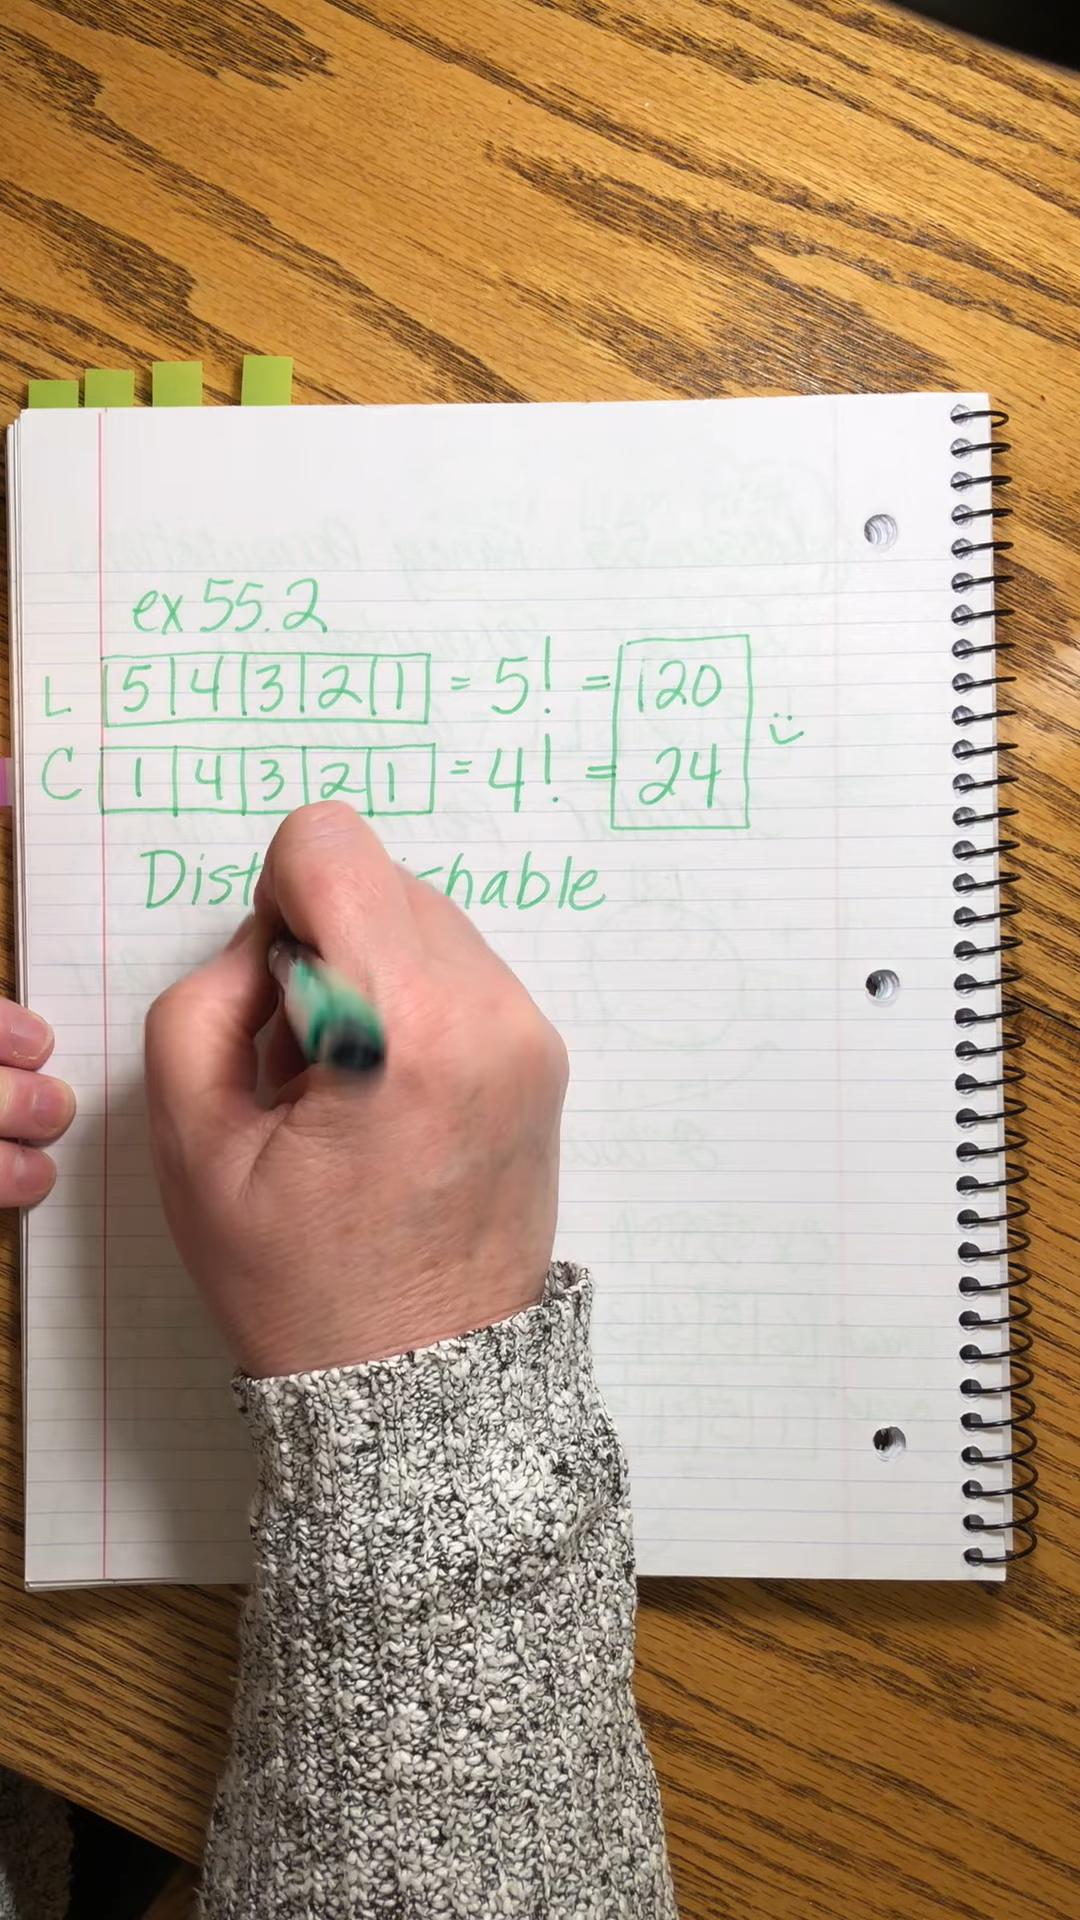 ex 55.2
L 5 4 3 2 1 = 5! = 120
C 1 4 3 2 1 = 4! = 24 :)